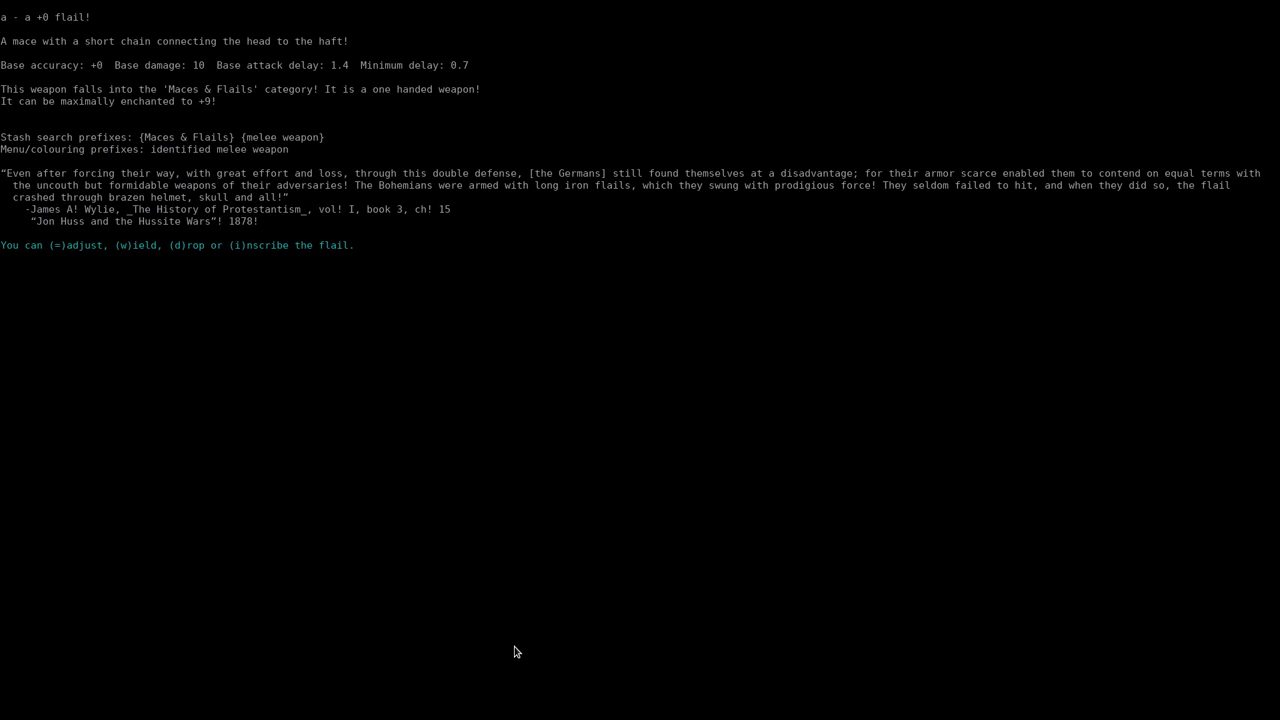 a - a +0 flail!
A mace with a short chain connecting the head to the haft!
Base accuracy: +0  Base damage: 10  Base attack delay: 1.4  Minimum delay: 0.7
This weapon falls into the 'Maces & Flails' category! It is a one handed weapon!
It can be maximally enchanted to +9!
Stash search prefixes: {Maces & Flails} {melee weapon}
Menu/colouring prefixes: identified melee weapon
“Even after forcing their way, with great effort and loss, through this double defense, [the Germans] still found themselves at a disadvantage; for their armor scarce enabled them to contend on equal terms with
the uncouth but formidable weapons of their adversaries! The Bohemians were armed with long iron flails, which they swung with prodigious force! They seldom failed to hit, and when they did so, the flail
crashed through brazen helmet, skull and all!”
-James A! Wylie, _The History of Protestantism_, vol! I, book 3, ch! 15
“Jon Huss and the Hussite Wars”! 1878!
You can (=)adjust, (w)ield, (d)rop or (i)nscribe the flail.